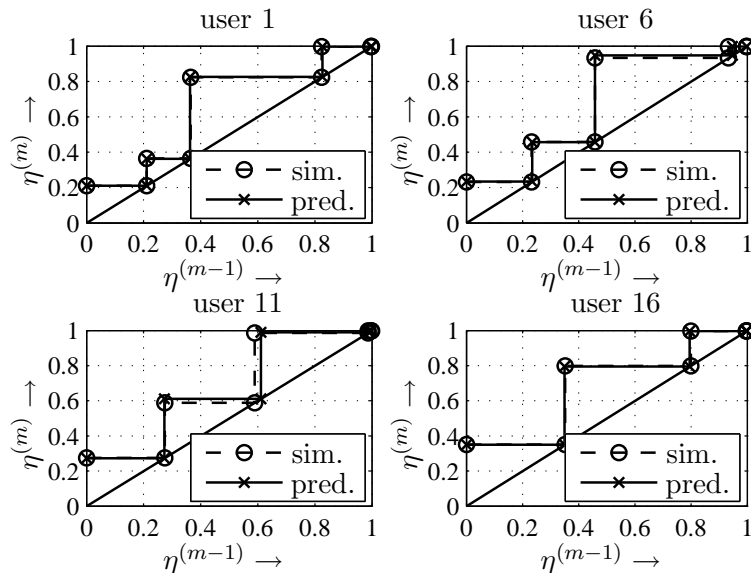 user 1
1
0.8
0.6
0.4
0.2
0
η^(m) →
sim.
pred.
0 0.2 0.4 0.6 0.8 1
η^(m−1) →
user 6
1
0.8
0.6
0.4
0.2
0
η^(m) →
sim.
pred.
0 0.2 0.4 0.6 0.8 1
η^(m−1) →
user 11
1
0.8
0.6
0.4
0.2
0
η^(m) →
sim.
pred.
0 0.2 0.4 0.6 0.8 1
η^(m−1) →
user 16
1
0.8
0.6
0.4
0.2
0
η^(m) →
sim.
pred.
0 0.2 0.4 0.6 0.8 1
η^(m−1) →